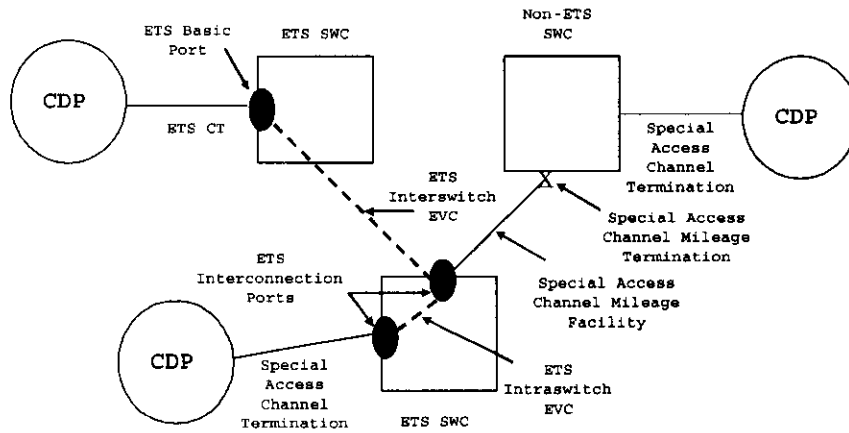 Non-ETS
SWC
ETS Basic
Port
ETS SWC
CDP
ETS CT
CDP
Special
Access
Channel
Termination
ETS
Interswitch
EVC
X
Special Access
Channel Mileage
Termination
ETS
Interconnection
Ports
Special Access
Channel Mileage
Facility
CDP
Special
Access
Channel
Termination
ETS
Intraswitch
EVC
ETS SWC